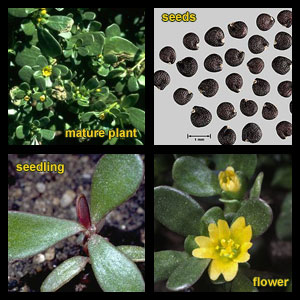 seeds
1 mm
mature plant
seedling
flower